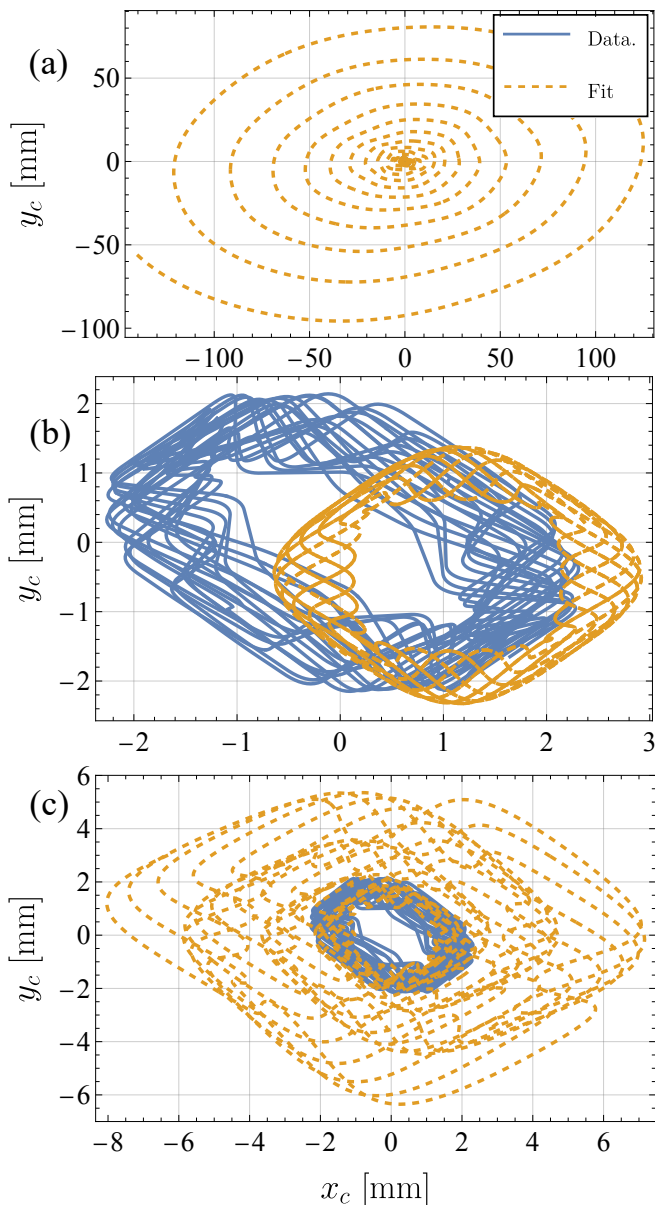 (a)
Data.
Fit
y_c [mm]
50
0
−50
−100
−100 −50 0 50 100
(b)
y_c [mm]
2
1
0
−1
−2
−2 −1 0 1 2 3
(c)
y_c [mm]
6
4
2
0
−2
−4
−6
−8 −6 −4 −2 0 2 4 6
x_c [mm]